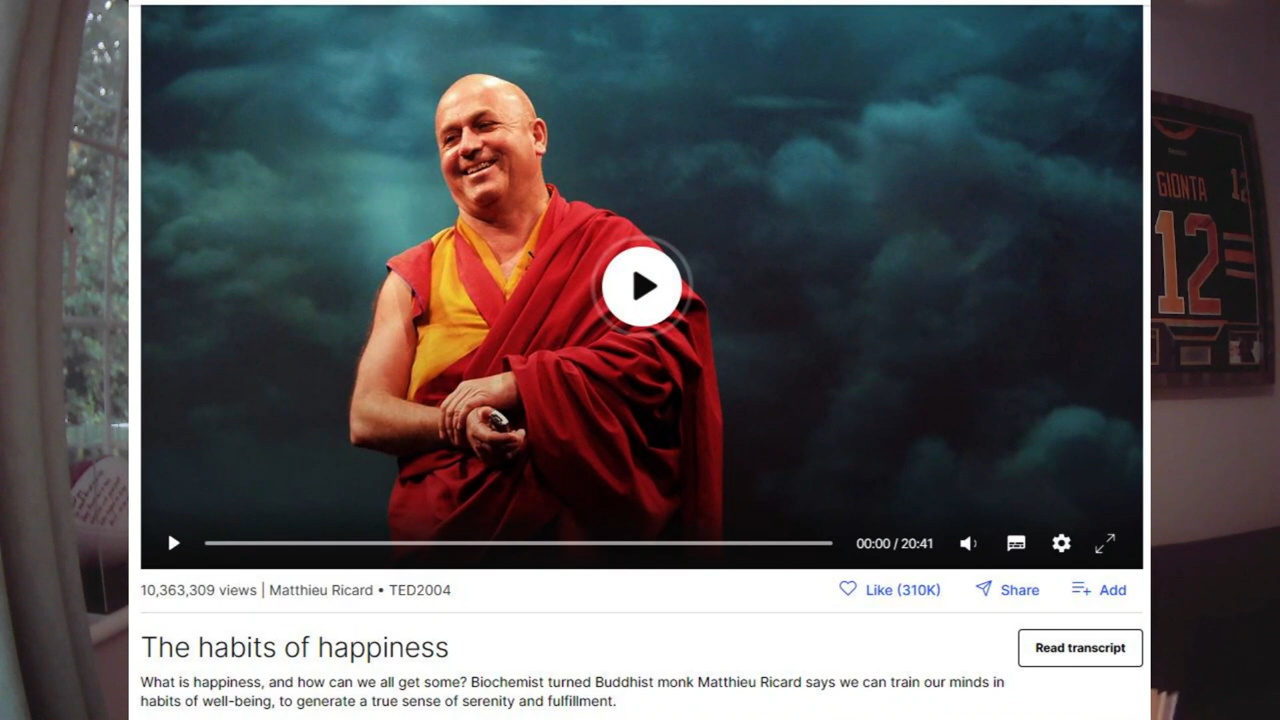 GIONTA 12
12
00:00 / 20:41
10,363,309 views | Matthieu Ricard • TED2004
Like (310K)
Share
Add
The habits of happiness
Read transcript
What is happiness, and how can we all get some? Biochemist turned Buddhist monk Matthieu Ricard says we can train our minds in
habits of well-being, to generate a true sense of serenity and fulfillment.